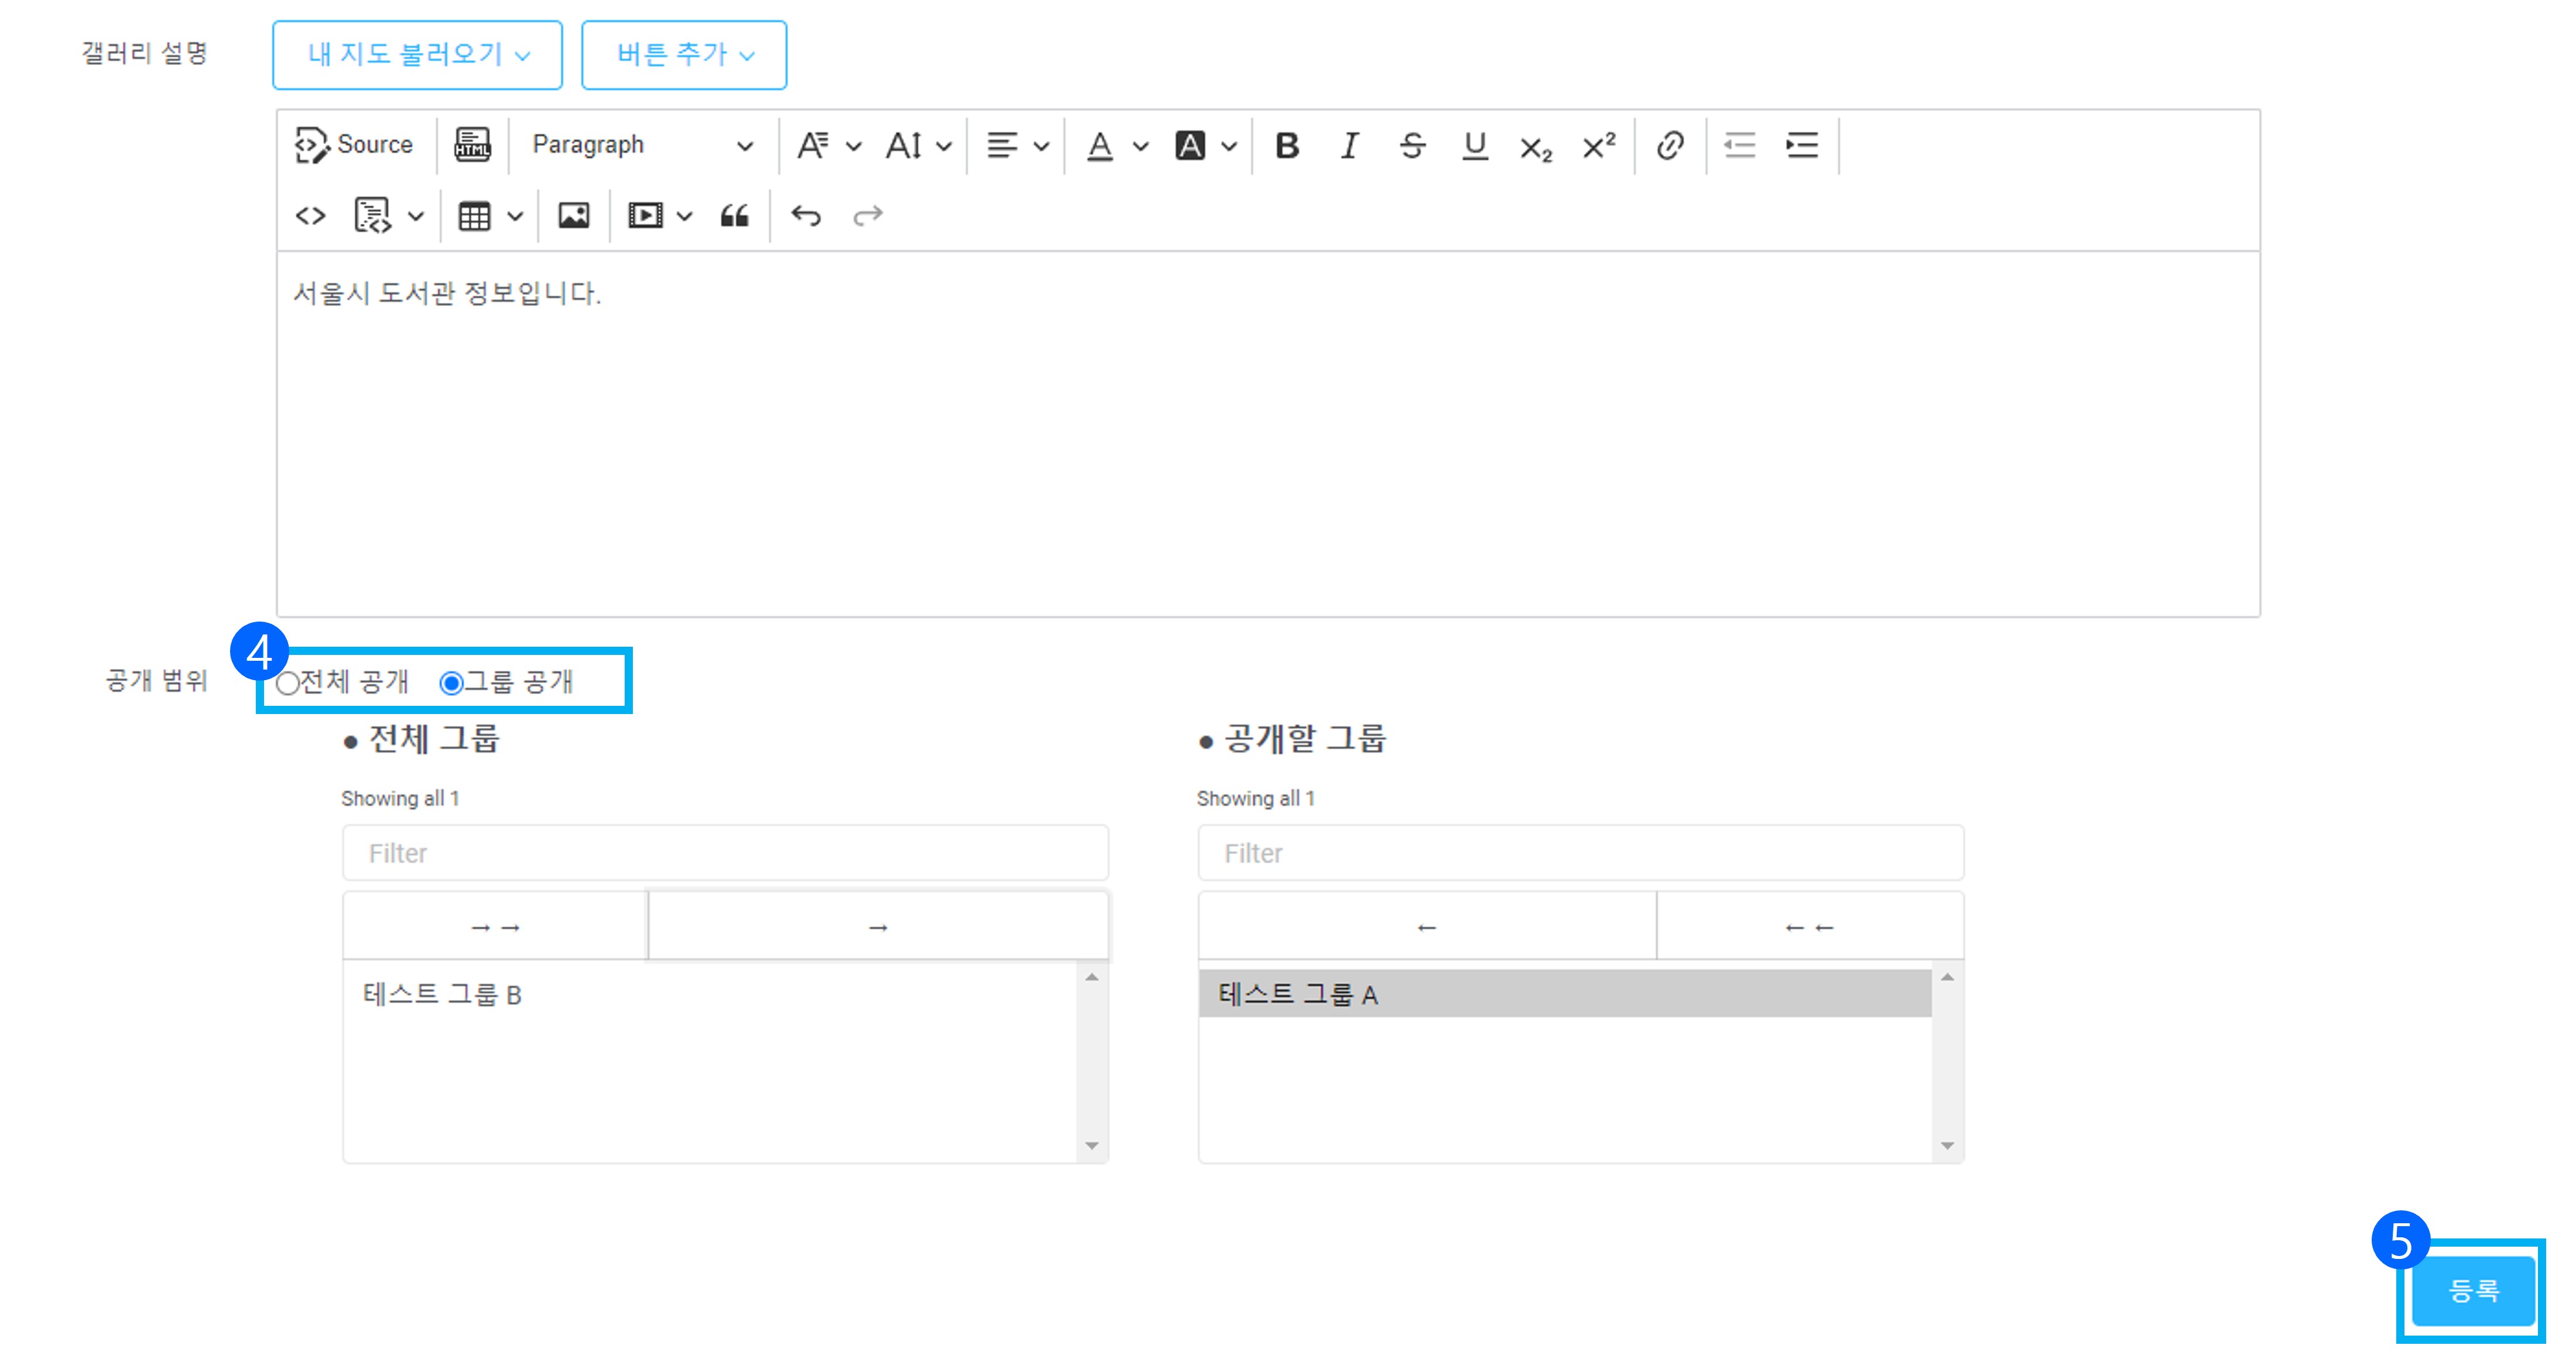 갤러리 설명
내 지도 불러오기
버튼 추가
Source
HTML
Paragraph
서울시 도서관 정보입니다.
4
공개 범위
전체 공개
그룹 공개
● 전체 그룹
● 공개할 그룹
Showing all 1
Showing all 1
Filter
Filter
→ →
→
←
← ←
테스트 그룹 B
테스트 그룹 A
5
등록